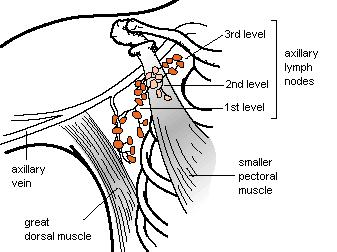 3rd level
axillary
lymph
nodes
2nd level
1st level
smaller
pectoral
muscle
axillary
vein
great
dorsal muscle